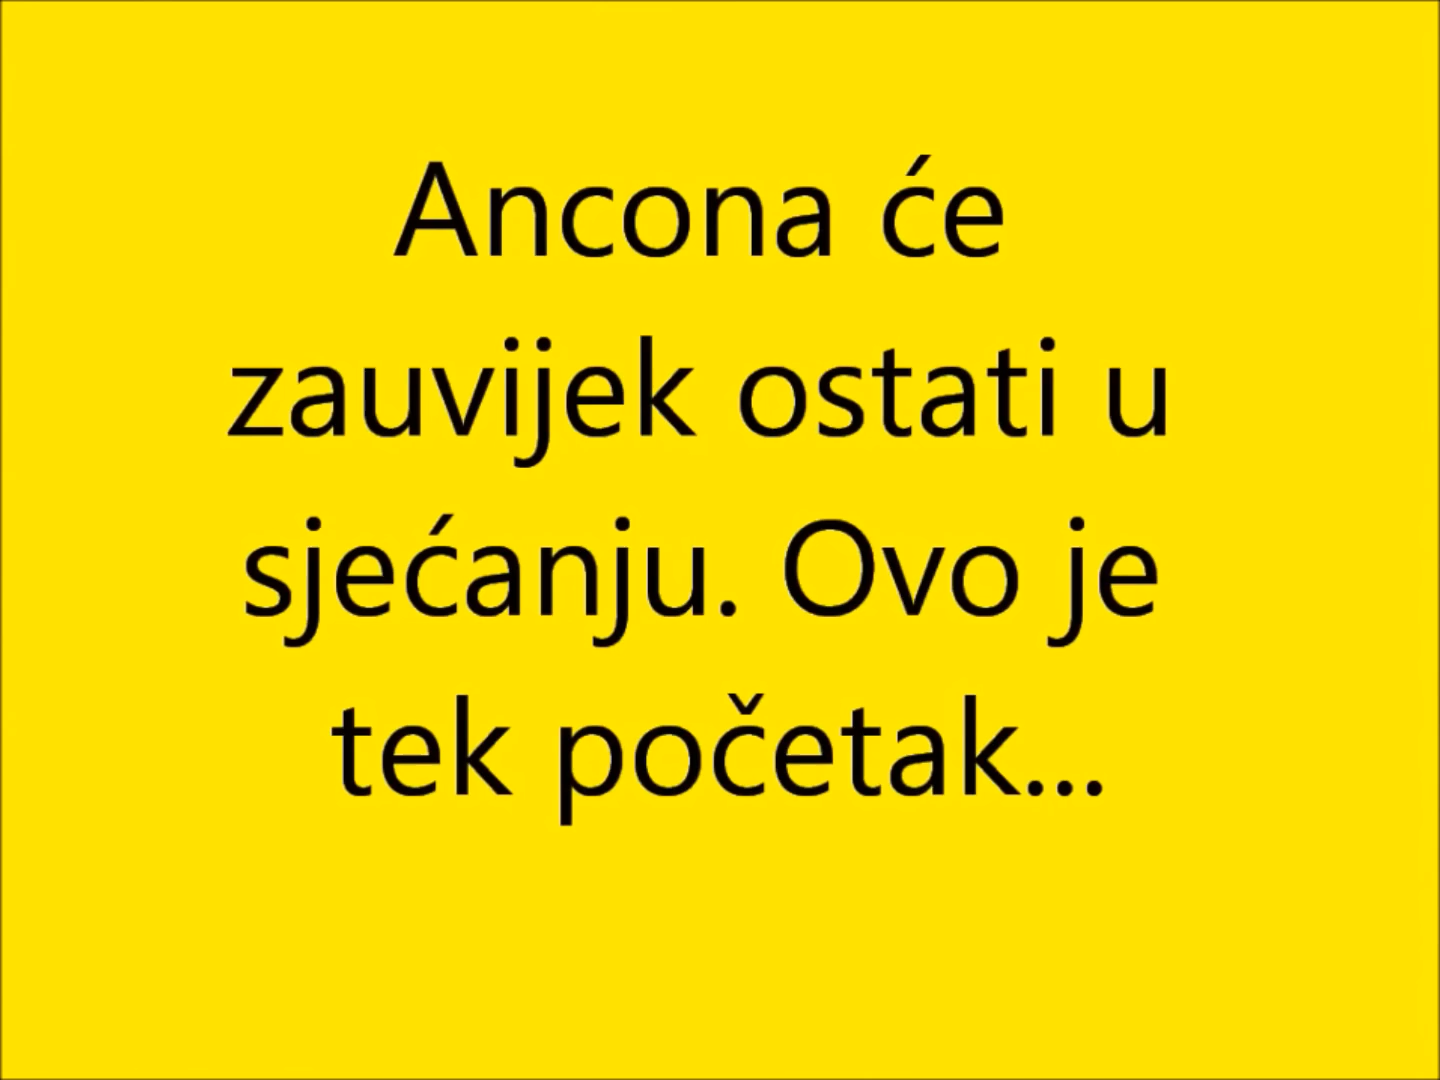 Ancona će
zauvijek ostati u
sjećanju. Ovo je
tek početak...